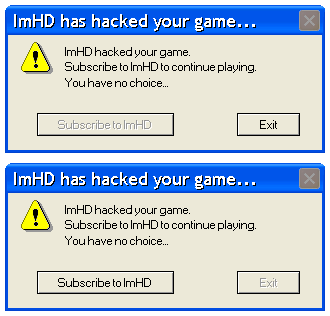 ImHD has hacked your game...
ImHD hacked your game.
Subscribe to ImHD to continue playing.
You have no choice...
Subscribe to ImHD
Exit
ImHD has hacked your game...
ImHD hacked your game.
Subscribe to ImHD to continue playing.
You have no choice...
Subscribe to ImHD
Exit